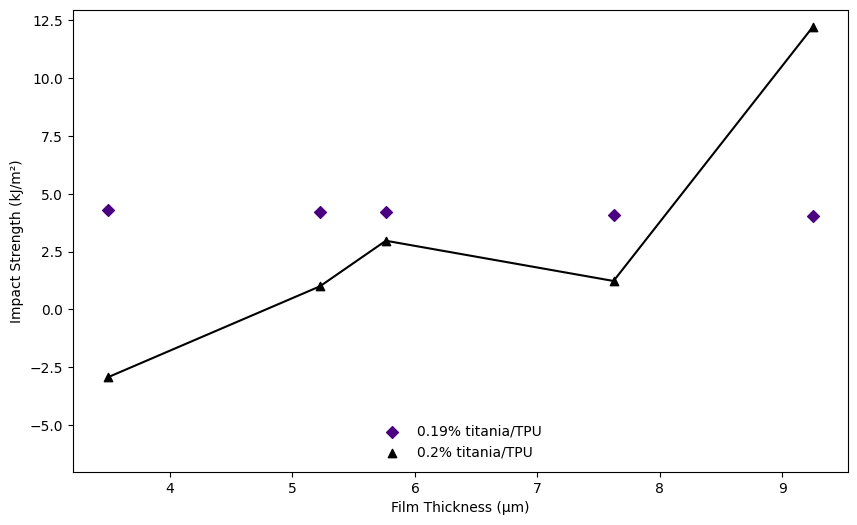 12.5
10.0
7.5
5.0
2.5
0.0
−2.5
−5.0
Impact Strength (kJ/m²)
0.19% titania/TPU
0.2% titania/TPU
4 5 6 7 8 9
Film Thickness (μm)